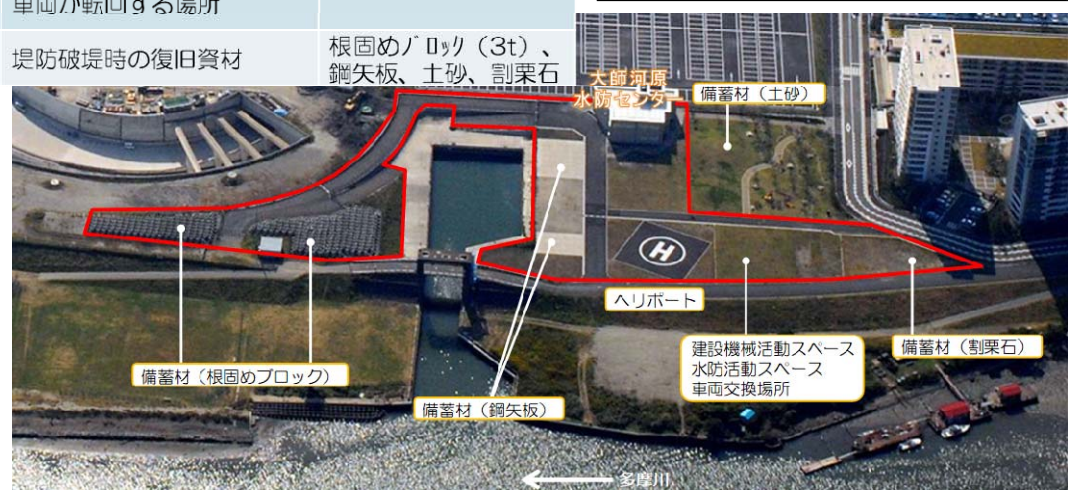 車両が転回する場所
堤防破堤時の復旧資材
根固めブロック（3t）、
鋼矢板、土砂、割栗石
大師河原
水防センター
備蓄材（土砂）
H
ヘリポート
建設機械活動スペース
水防活動スペース
車両交換場所
備蓄材（割栗石）
備蓄材（根固めブロック）
備蓄材（鋼矢板）
多摩川